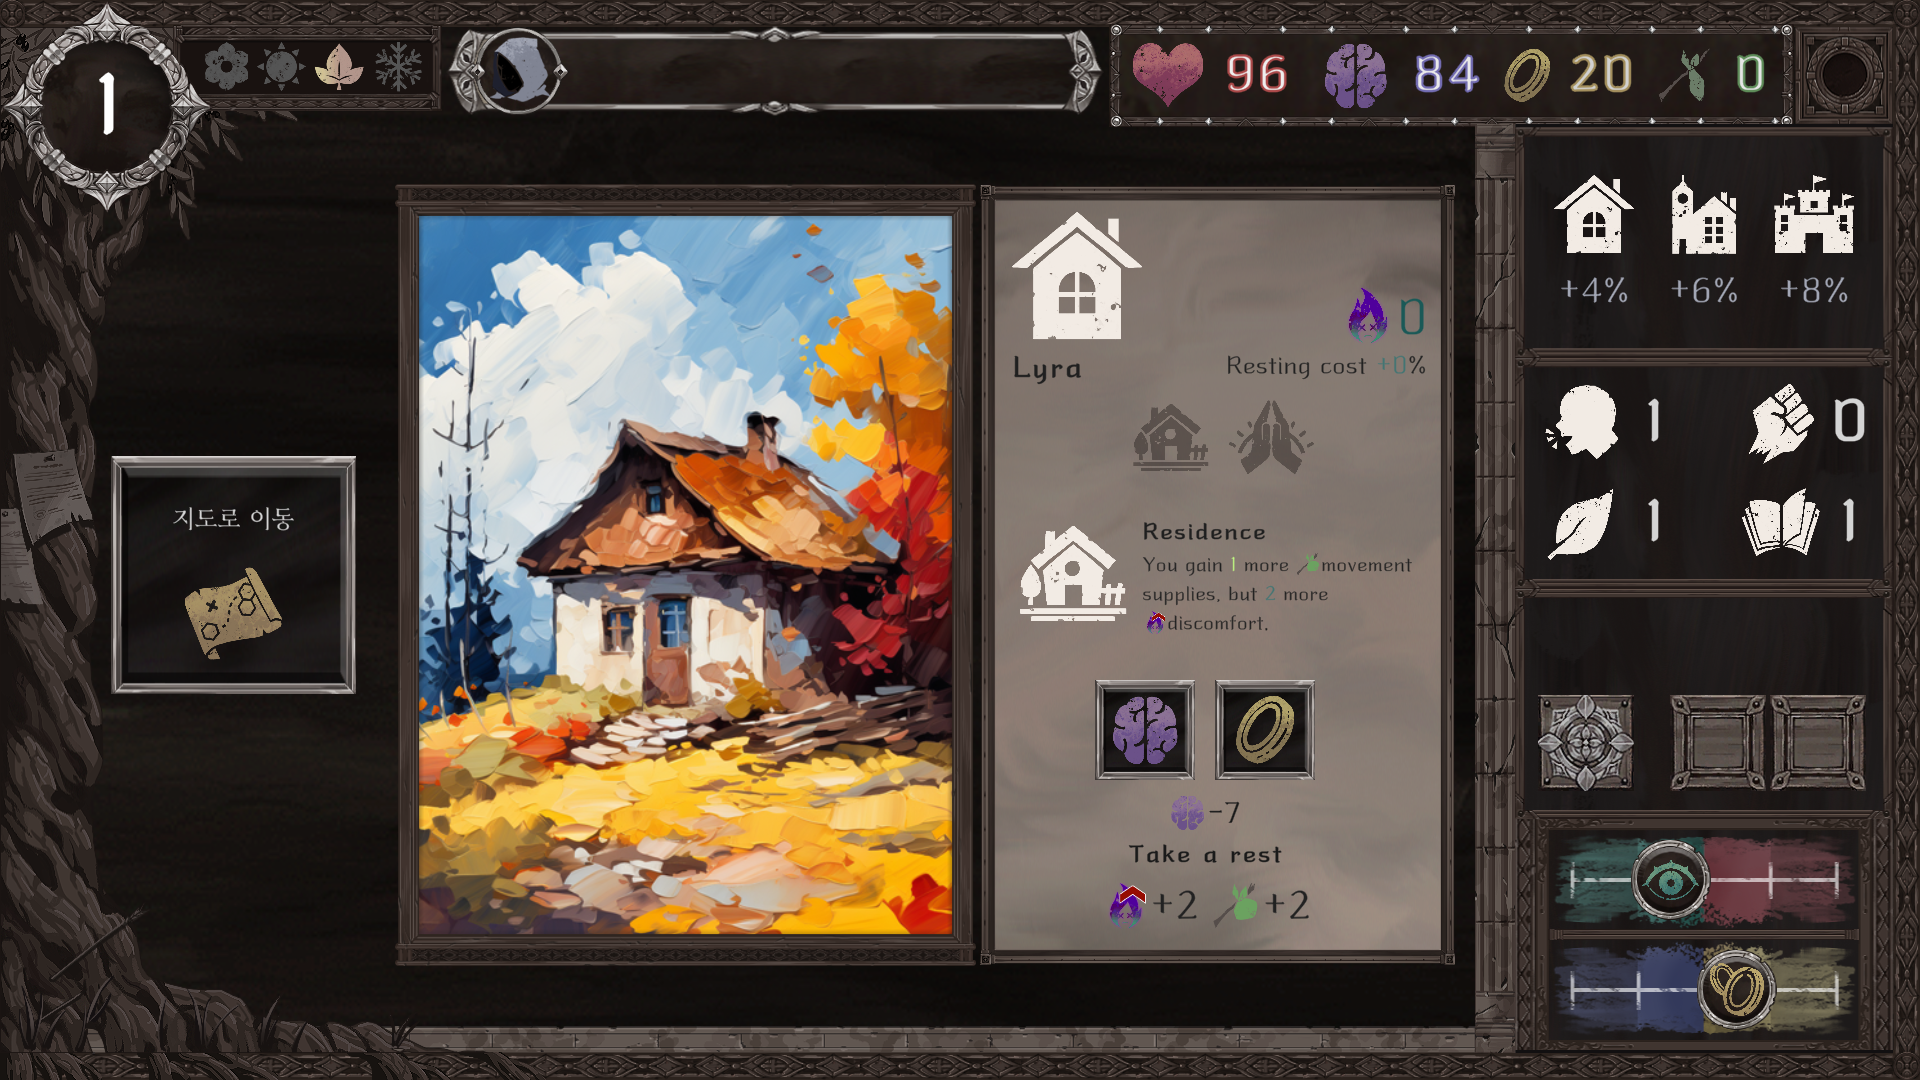 1
96
84
20
0
+4%
+6%
+8%
0
Lyra
Resting cost +0%
1
0
1
1
지도로 이동
Residence
You gain 1 more movement
supplies, but 2 more
discomfort.
-7
Take a rest
+2
+2